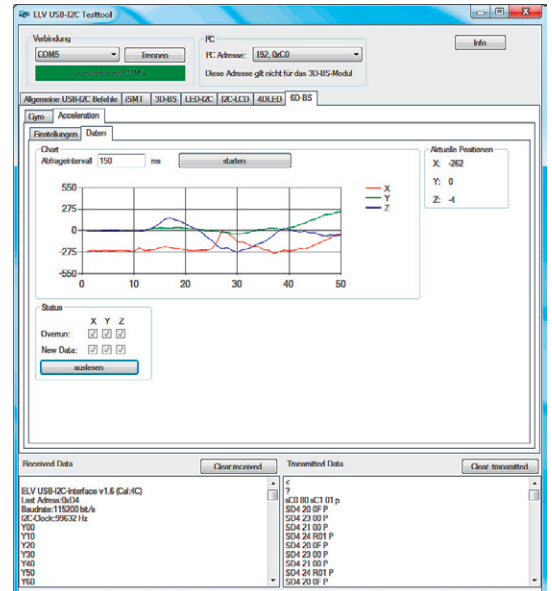 ELV USB-I2C Testtool
Verbindung
COM5
Trennen
I²C
I²C Adresse: 192, 0xC0
Diese Adresse gilt nicht für das 3D-BS-Modul
Info
Allgemeine USB-I2C Befehle iSMT 3D-BS LED-I2C I2C-LCD 4DLED 6D-BS
Gyro Acceleration
Einstellungen Daten
Chart
Abfrageintervall 150 ms starten
Aktuelle Positionen
X: -262
Y: 0
Z: -4
550
275
0
-275
-550
0 10 20 30 40 50
X
Y
Z
Status
X Y Z
Overrun:
New Data:
auslesen
Received Data
Clear received
Transmitted Data
Clear transmitted
ELV USB-I2C-Interface v1.6 (Cal:4C)
Last Adress:0xD4
Baudrate:115200 bit/s
I2C-Clock:99632 Hz
Y00
Y10
Y20
Y30
Y40
Y50
Y60
<
?
sC0 80 sC1 01 p
SD4 20 0F P
SD4 23 00 P
SD4 21 00 P
SD4 24 R01 P
SD4 20 0F P
SD4 23 00 P
SD4 21 00 P
SD4 24 R01 P
SD4 20 0F P